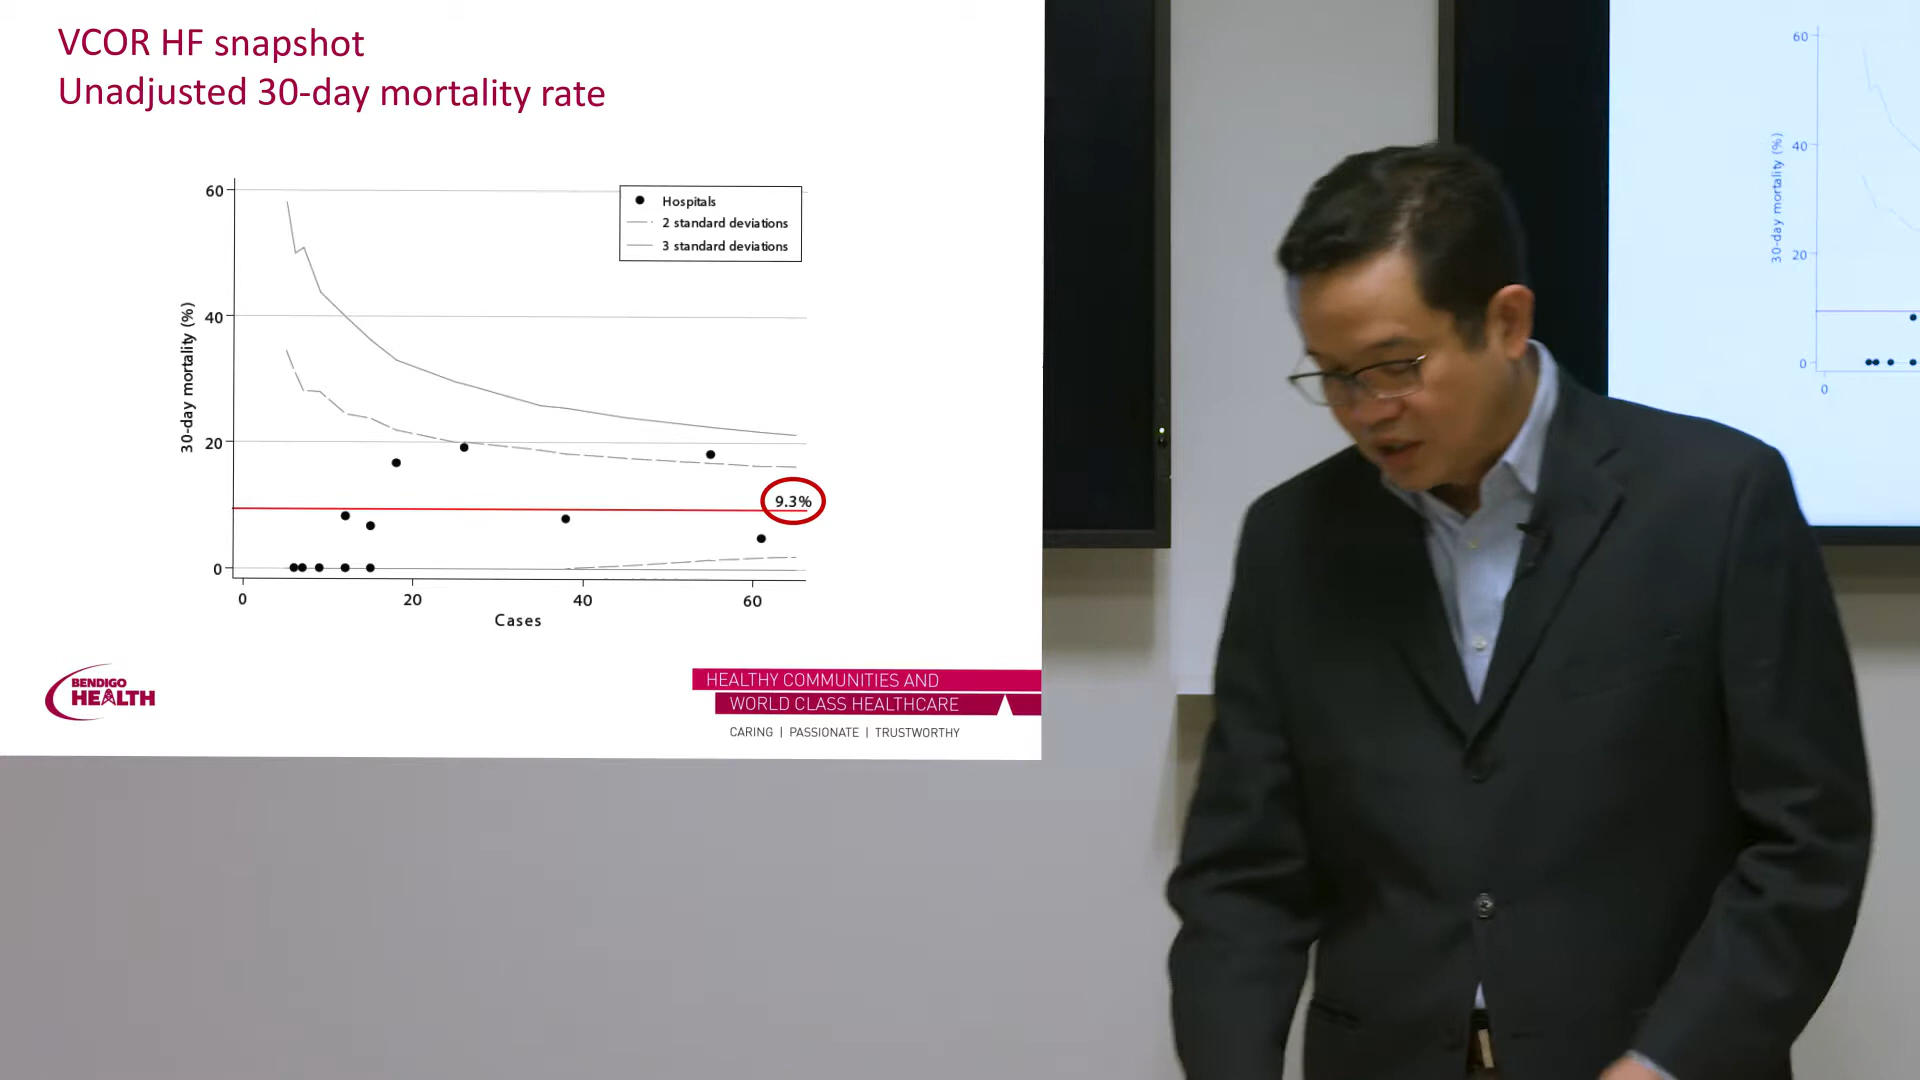 VCOR HF snapshot
Unadjusted 30-day mortality rate
60
40
20
0
30-day mortality (%)
Hospitals
2 standard deviations
3 standard deviations
9.3%
0
20
40
60
Cases
BENDIGO
HEALTH
HEALTHY COMMUNITIES AND
WORLD CLASS HEALTHCARE
CARING | PASSIONATE | TRUSTWORTHY
60
40
20
0
30-day mortality (%)
0